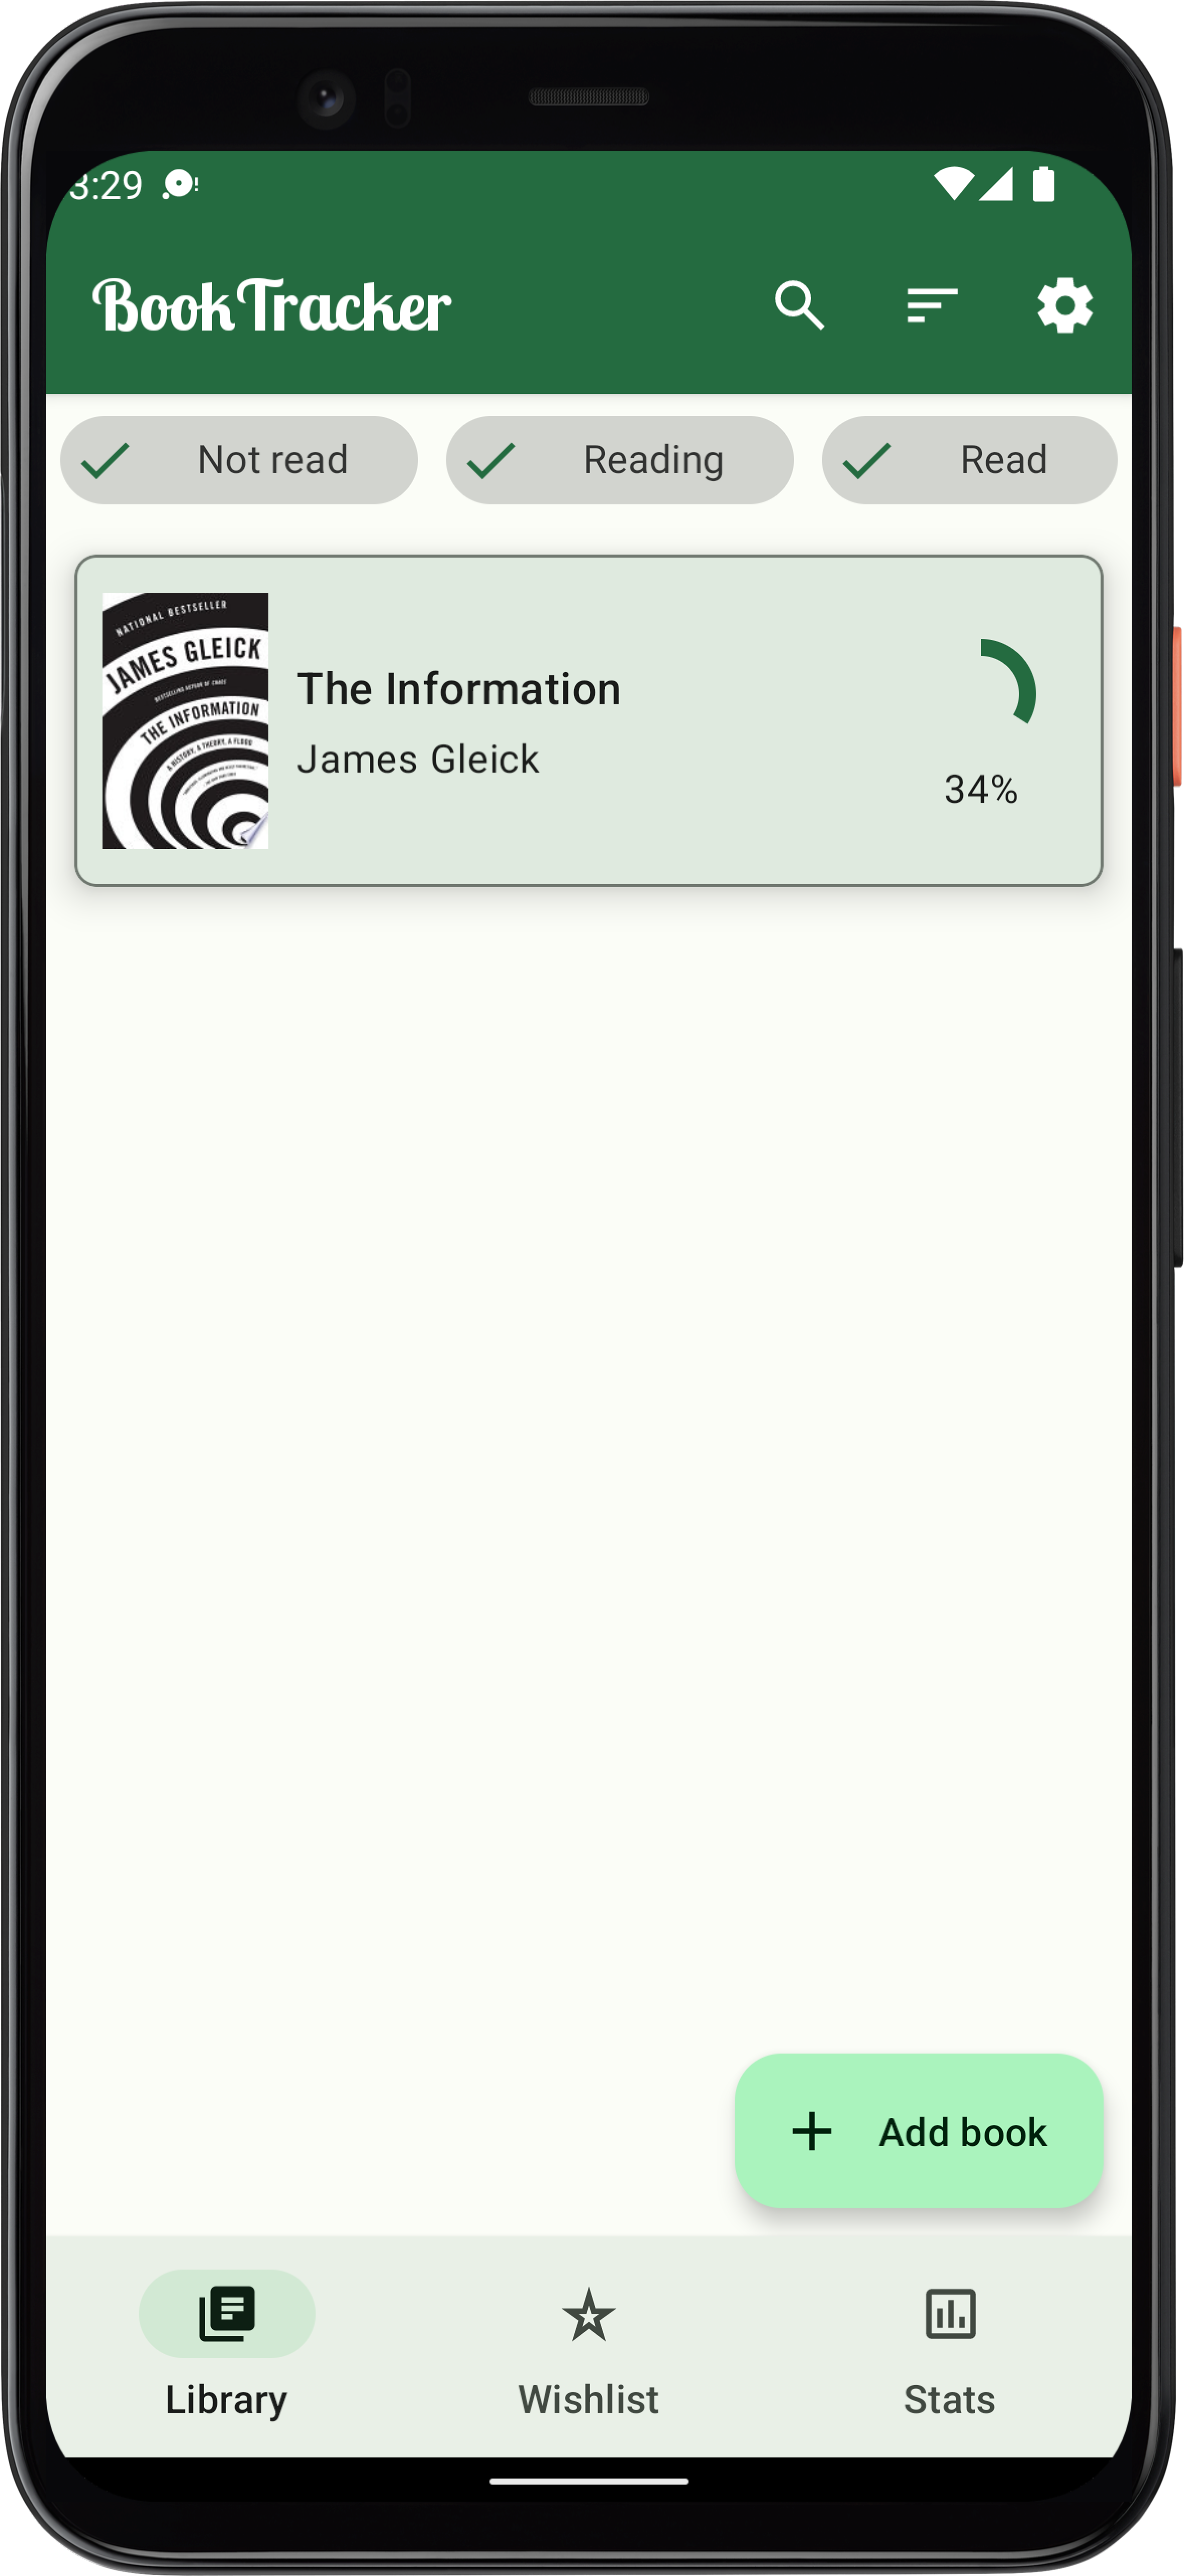 3:29
BookTracker
Not read
Reading
Read
NATIONAL BESTSELLER
JAMES GLEICK
BESTSELLING AUTHOR OF CHAOS
THE INFORMATION
A HISTORY, A THEORY, A FLOOD
The Information
James Gleick
34%
Add book
Library
Wishlist
Stats